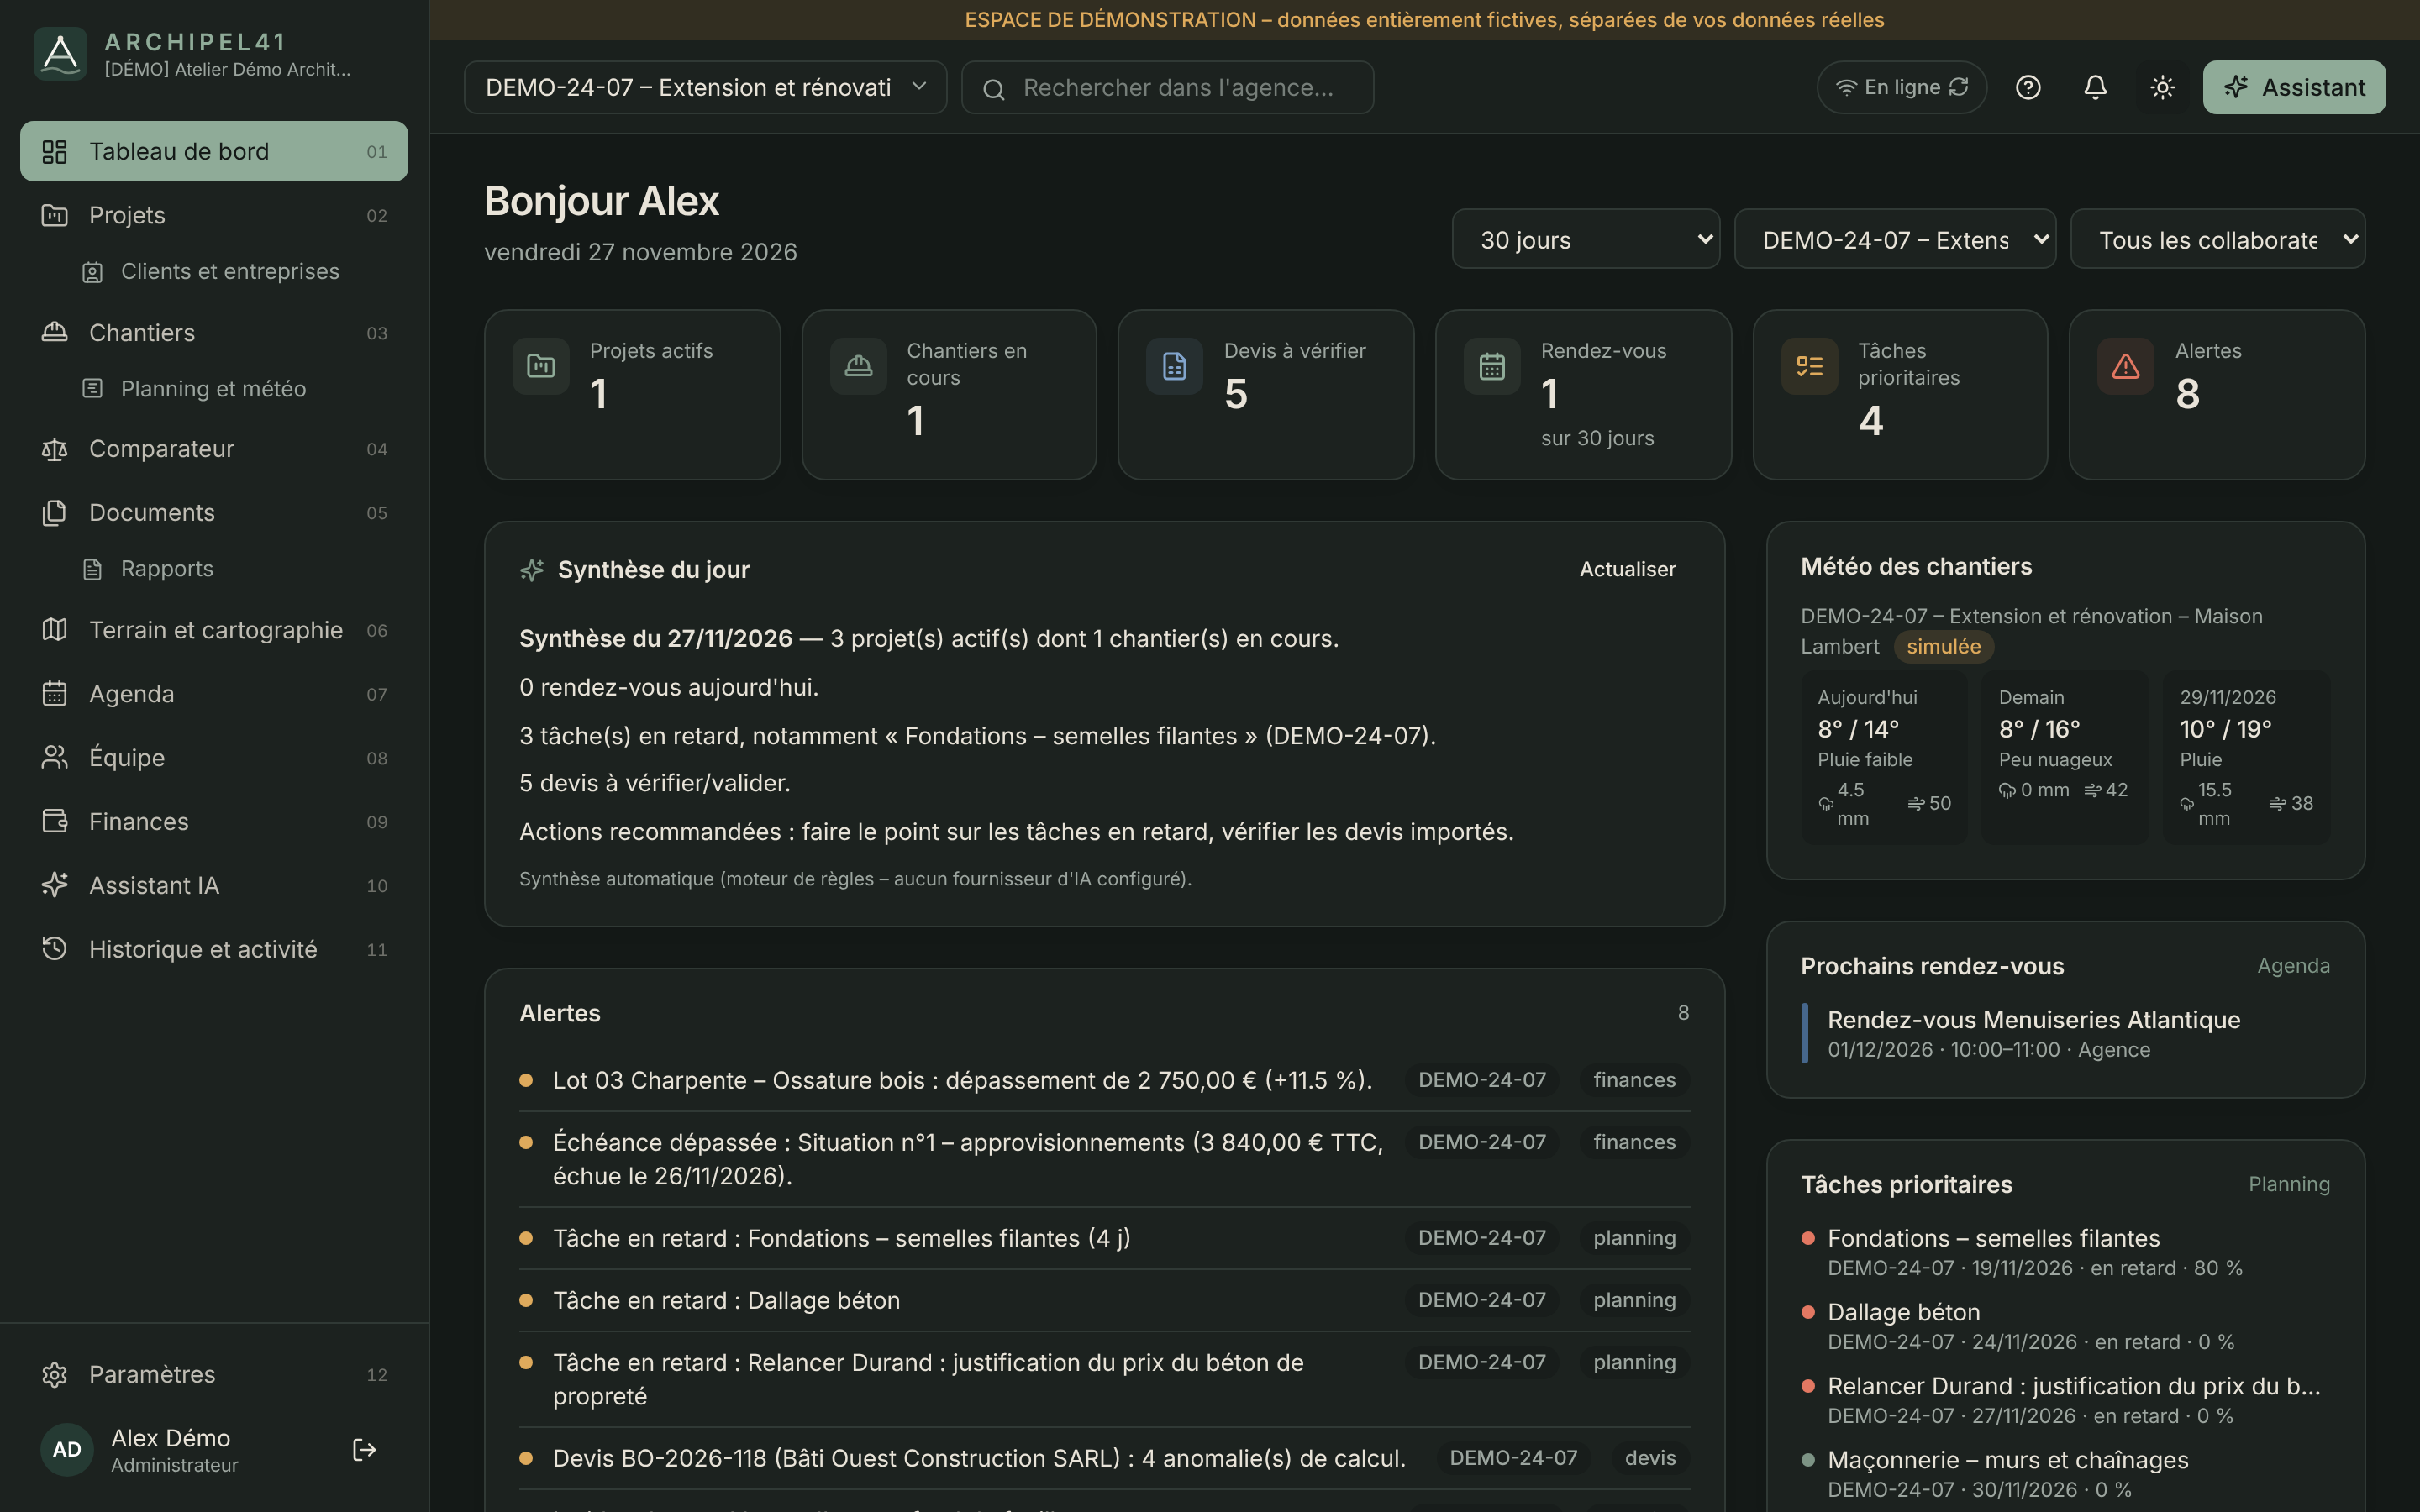 ESPACE DE DÉMONSTRATION – données entièrement fictives, séparées de vos données réelles
ARCHIPEL41
[DÉMO] Atelier Démo Archit...
Tableau de bord 01
Projets 02
Clients et entreprises
Chantiers 03
Planning et météo
Comparateur 04
Documents 05
Rapports
Terrain et cartographie 06
Agenda 07
Équipe 08
Finances 09
Assistant IA 10
Historique et activité 11
Paramètres 12
AD
Alex Démo
Administrateur
DEMO-24-07 – Extension et rénovati
Rechercher dans l'agence...
En ligne
Assistant
Bonjour Alex
vendredi 27 novembre 2026
30 jours
DEMO-24-07 – Extens
Tous les collaborate
Projets actifs
1
Chantiers en
cours
1
Devis à vérifier
5
Rendez-vous
1
sur 30 jours
Tâches
prioritaires
4
Alertes
8
Synthèse du jour
Actualiser
Synthèse du 27/11/2026 — 3 projet(s) actif(s) dont 1 chantier(s) en cours.
0 rendez-vous aujourd'hui.
3 tâche(s) en retard, notamment « Fondations – semelles filantes » (DEMO-24-07).
5 devis à vérifier/valider.
Actions recommandées : faire le point sur les tâches en retard, vérifier les devis importés.
Synthèse automatique (moteur de règles – aucun fournisseur d'IA configuré).
Alertes 8
Lot 03 Charpente – Ossature bois : dépassement de 2 750,00 € (+11.5 %). DEMO-24-07 finances
Échéance dépassée : Situation n°1 – approvisionnements (3 840,00 € TTC, DEMO-24-07 finances
échue le 26/11/2026).
Tâche en retard : Fondations – semelles filantes (4 j) DEMO-24-07 planning
Tâche en retard : Dallage béton DEMO-24-07 planning
Tâche en retard : Relancer Durand : justification du prix du béton de DEMO-24-07 planning
propreté
Devis BO-2026-118 (Bâti Ouest Construction SARL) : 4 anomalie(s) de calcul. DEMO-24-07 devis
Météo des chantiers
DEMO-24-07 – Extension et rénovation – Maison
Lambert simulée
Aujourd'hui
8° / 14°
Pluie faible
4.5
mm
50
Demain
8° / 16°
Peu nuageux
0 mm 42
29/11/2026
10° / 19°
Pluie
15.5
mm
38
Prochains rendez-vous Agenda
Rendez-vous Menuiseries Atlantique
01/12/2026 · 10:00–11:00 · Agence
Tâches prioritaires Planning
Fondations – semelles filantes
DEMO-24-07 · 19/11/2026 · en retard · 80 %
Dallage béton
DEMO-24-07 · 24/11/2026 · en retard · 0 %
Relancer Durand : justification du prix du b...
DEMO-24-07 · 27/11/2026 · en retard · 0 %
Maçonnerie – murs et chaînages
DEMO-24-07 · 30/11/2026 · 0 %